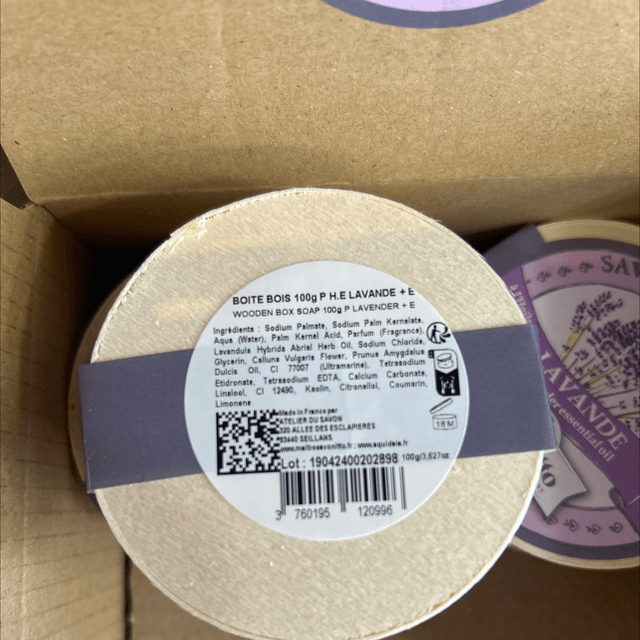 BOITE BOIS 100g P H.E LAVANDE + E
WOODEN BOX SOAP 100g P LAVENDER + E
Ingrédients : Sodium Palmate, Sodium Palm Kernelate,
Aqua (Water), Palm Kernel Acid, Parfum (Fragrance),
Lavandula Hybrida Abrial Herb Oil, Sodium Chloride,
Glycerin, Calluna Vulgaris Flower, Prunus Amygdalus
Dulcis Oil, CI 77007 (Ultramarine), Tetrasodium
Etidronate, Tetrasodium EDTA, Calcium Carbonate,
Linalool, CI 12490, Kaolin, Citronellol, Coumarin,
Limonene
Made in France par
ATELIER DU SAVON
320 ALLEE DES ESCLAPIERES
83440 SEILLANS
www.maitresavonitto.fr - www.equidaia.fr
Lot : 19042400202898 100g/3,527oz
18 M
3 760195 120996
SAV
LAVANDE
essential oil